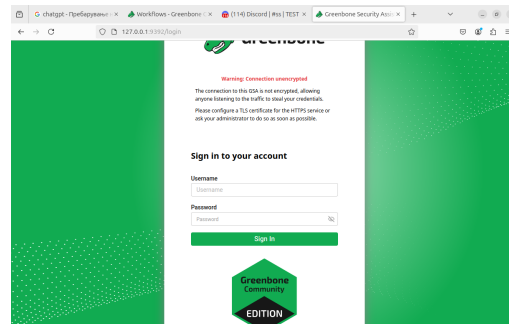 chatgpt - Пребарување
Workflows - Greenbone
(114) Discord | #ss | TEST
Greenbone Security Assi
127.0.0.1:9392/login
greenbone
Warning: Connection unencrypted
The connection to this GSA is not encrypted, allowing
anyone listening to the traffic to steal your credentials.
Please configure a TLS certificate for the HTTPS service or
ask your administrator to do so as soon as possible.
Sign in to your account
Username
Username
Password
Password
Sign In
Greenbone
Community
EDITION